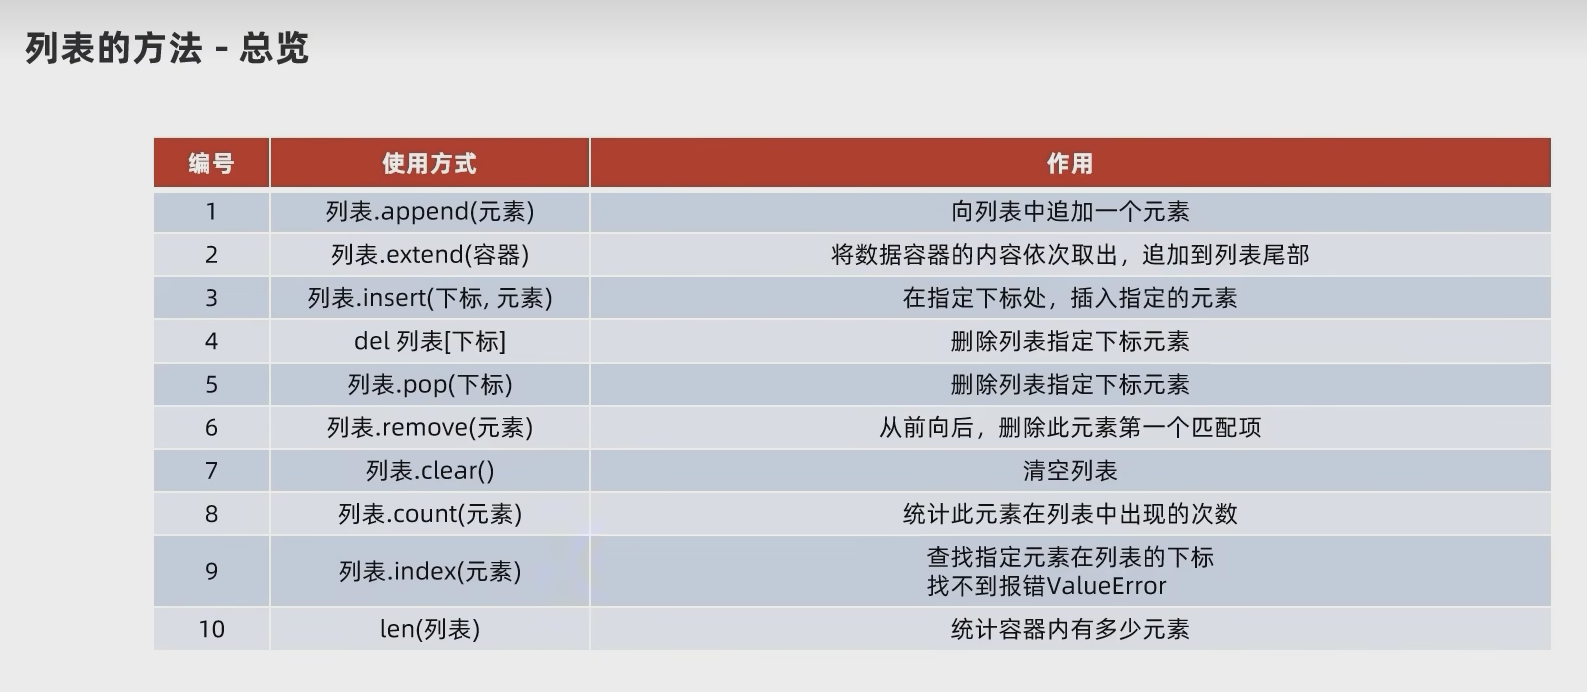 列表的方法 - 总览
编号 使用方式 作用
1 列表.append(元素) 向列表中追加一个元素
2 列表.extend(容器) 将数据容器的内容依次取出，追加到列表尾部
3 列表.insert(下标, 元素) 在指定下标处，插入指定的元素
4 del 列表[下标] 删除列表指定下标元素
5 列表.pop(下标) 删除列表指定下标元素
6 列表.remove(元素) 从前向后，删除此元素第一个匹配项
7 列表.clear() 清空列表
8 列表.count(元素) 统计此元素在列表中出现的次数
9 列表.index(元素) 查找指定元素在列表的下标
找不到报错ValueError
10 len(列表) 统计容器内有多少元素